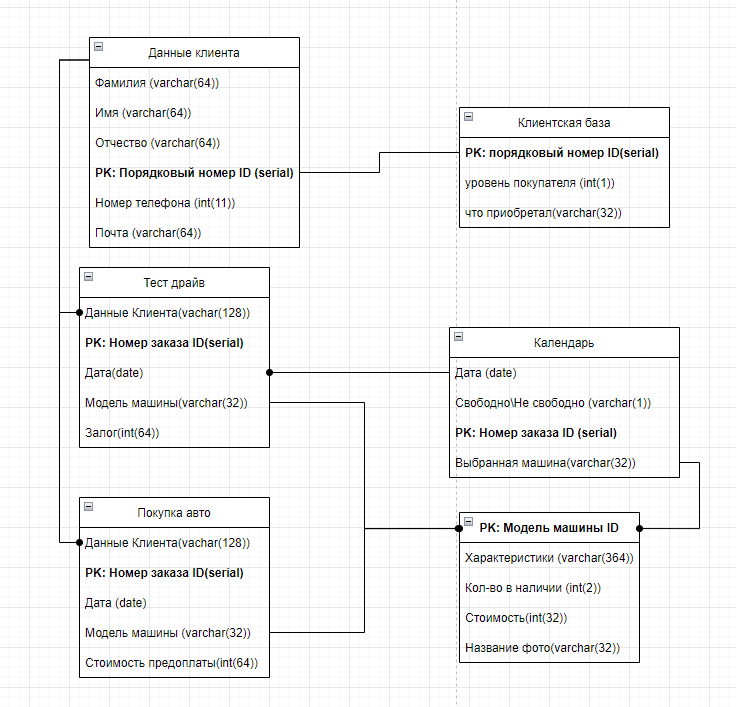 Данные клиента
Фамилия (varchar(64))
Имя (varchar(64))
Отчество (varchar(64))
PK: Порядковый номер ID (serial)
Номер телефона (int(11))
Почта (varchar(64))
Клиентская база
PK: порядковый номер ID(serial)
уровень покупателя (int(1))
что приобретал(varchar(32))
Тест драйв
Данные Клиента(vachar(128))
PK: Номер заказа ID(serial)
Дата(date)
Модель машины(varchar(32))
Залог(int(64))
Календарь
Дата (date)
Свободно\Не свободно (varchar(1))
PK: Номер заказа ID (serial)
Выбранная машина(varchar(32))
Покупка авто
Данные Клиента(vachar(128))
PK: Номер заказа ID(serial)
Дата (date)
Модель машины (varchar(32))
Стоимость предоплаты(int(64))
PK: Модель машины ID
Характеристики (varchar(364))
Кол-во в наличии (int(2))
Стоимость(int(32))
Название фото(varchar(32))